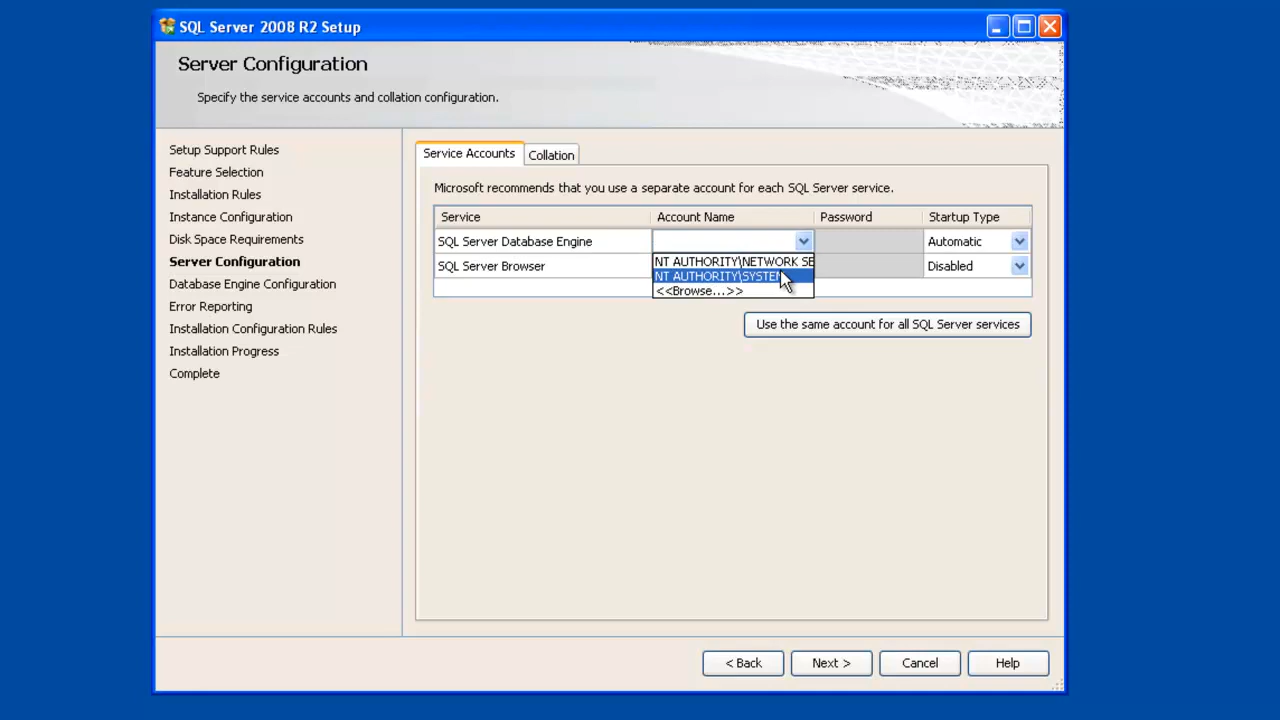 SQL Server 2008 R2 Setup
Server Configuration
Specify the service accounts and collation configuration.
Setup Support Rules
Feature Selection
Installation Rules
Instance Configuration
Disk Space Requirements
Server Configuration
Database Engine Configuration
Error Reporting
Installation Configuration Rules
Installation Progress
Complete
Service Accounts Collation
Microsoft recommends that you use a separate account for each SQL Server service.
Service Account Name Password Startup Type
SQL Server Database Engine Automatic
NT AUTHORITY\NETWORK SE
SQL Server Browser Disabled
NT AUTHORITY\SYSTEM
<<Browse...>>
Use the same account for all SQL Server services
< Back Next > Cancel Help